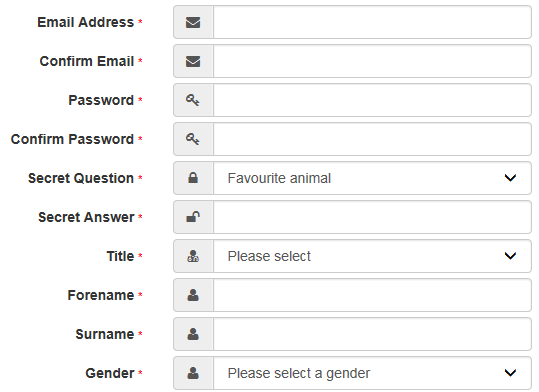 Email Address *
Confirm Email *
Password *
Confirm Password *
Secret Question * Favourite animal
Secret Answer *
Title * Please select
Forename *
Surname *
Gender * Please select a gender